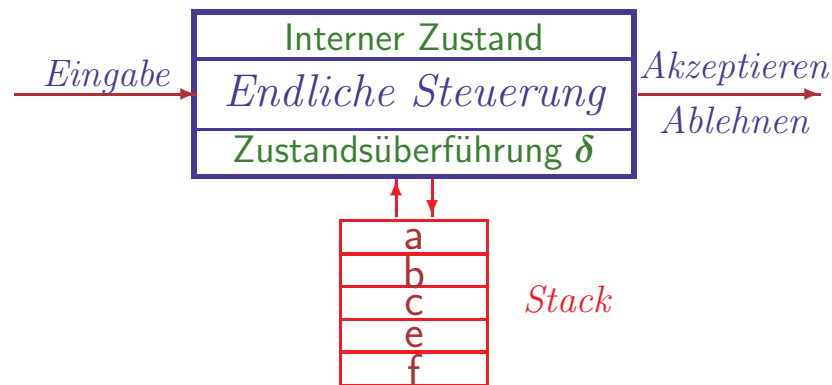 Interner Zustand
Eingabe
Endliche Steuerung
Akzeptieren
Ablehnen
Zustandsüberführung δ
a
b
c
e
f
Stack